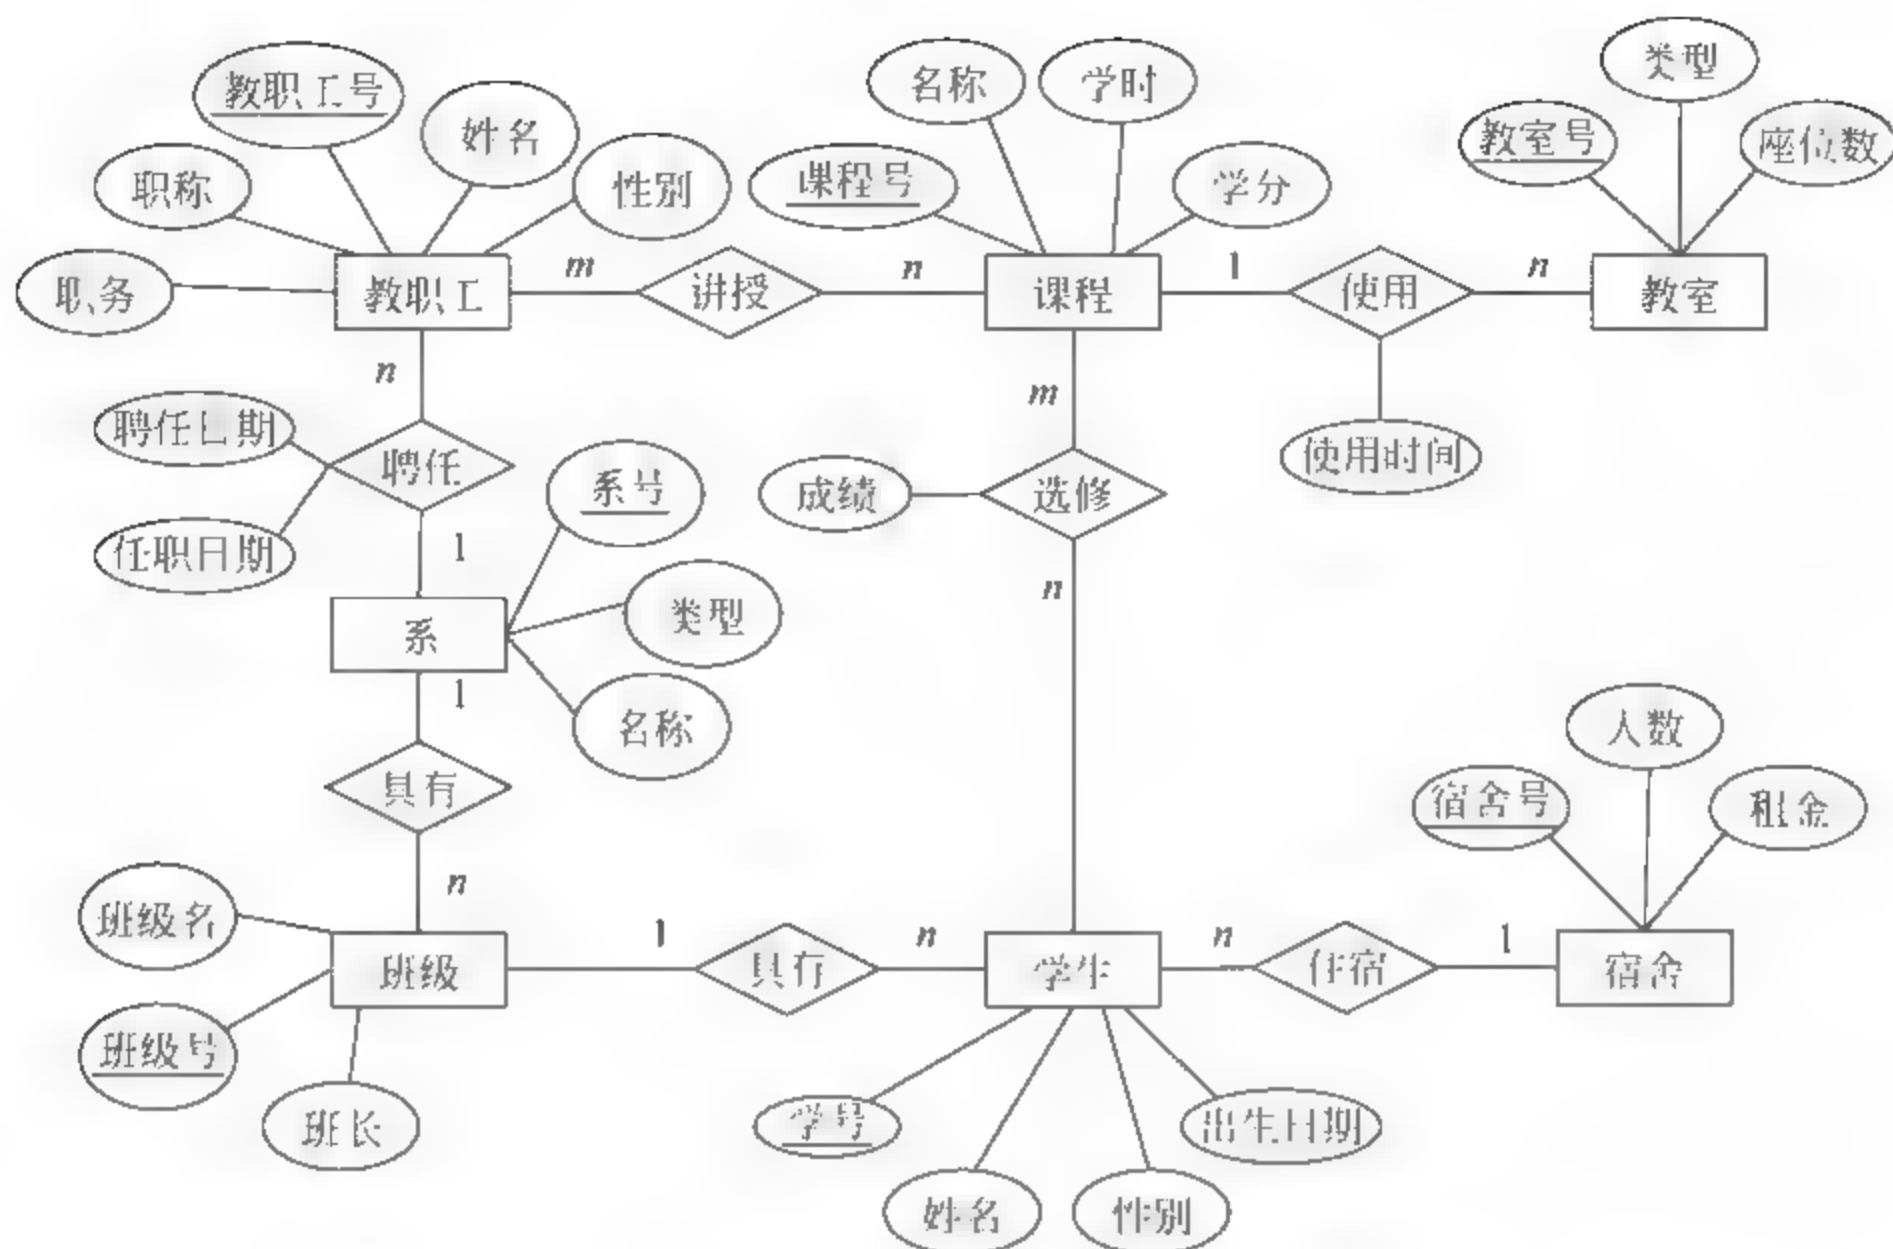 类型
教职工号
名称
学时
姓名
教室号
座位数
职称
性别
课程号
学分
职务
教职工
m
讲授
n
课程
1
使用
n
教室
n
m
聘任日期
聘任
系号
成绩
选修
使用时间
任职日期
1
n
系
类型
1
名称
人数
具有
宿舍号
租金
n
班级名
1
n
n
1
班级
具有
学生
住宿
宿舍
班级号
班长
学号
出生日期
姓名
性别